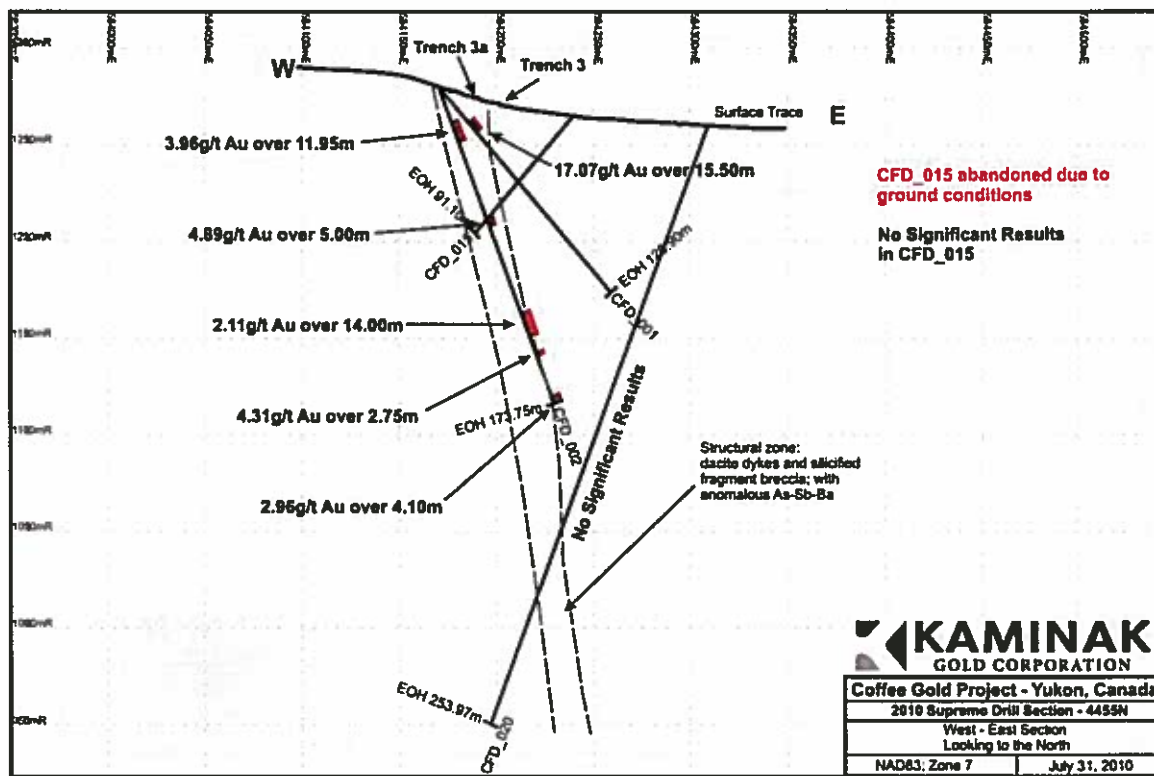 W
Trench 3a
Trench 3
Surface Trace
E
3.96g/t Au over 11.95m
17.07g/t Au over 15.50m
CFD_015 abandoned due to
ground conditions
No Significant Results
in CFD_015
EOH 91.10
4.89g/t Au over 5.00m
CFD_015
EOH
CFD_001
2.11g/t Au over 14.00m
4.31g/t Au over 2.75m
EOH 173.75m
CFD_002
2.96g/t Au over 4.10m
No Significant Results
Structural zone:
dacite dykes and silicified
fragment breccia; with
anomalous As-Sb-Ba
EOH 253.97m
CFD_020
KAMINAK
GOLD CORPORATION
Coffee Gold Project - Yukon, Canada
2010 Supremo Drill Section - 4455N
West - East Section
Looking to the North
NAD83; Zone 7
July 31, 2010